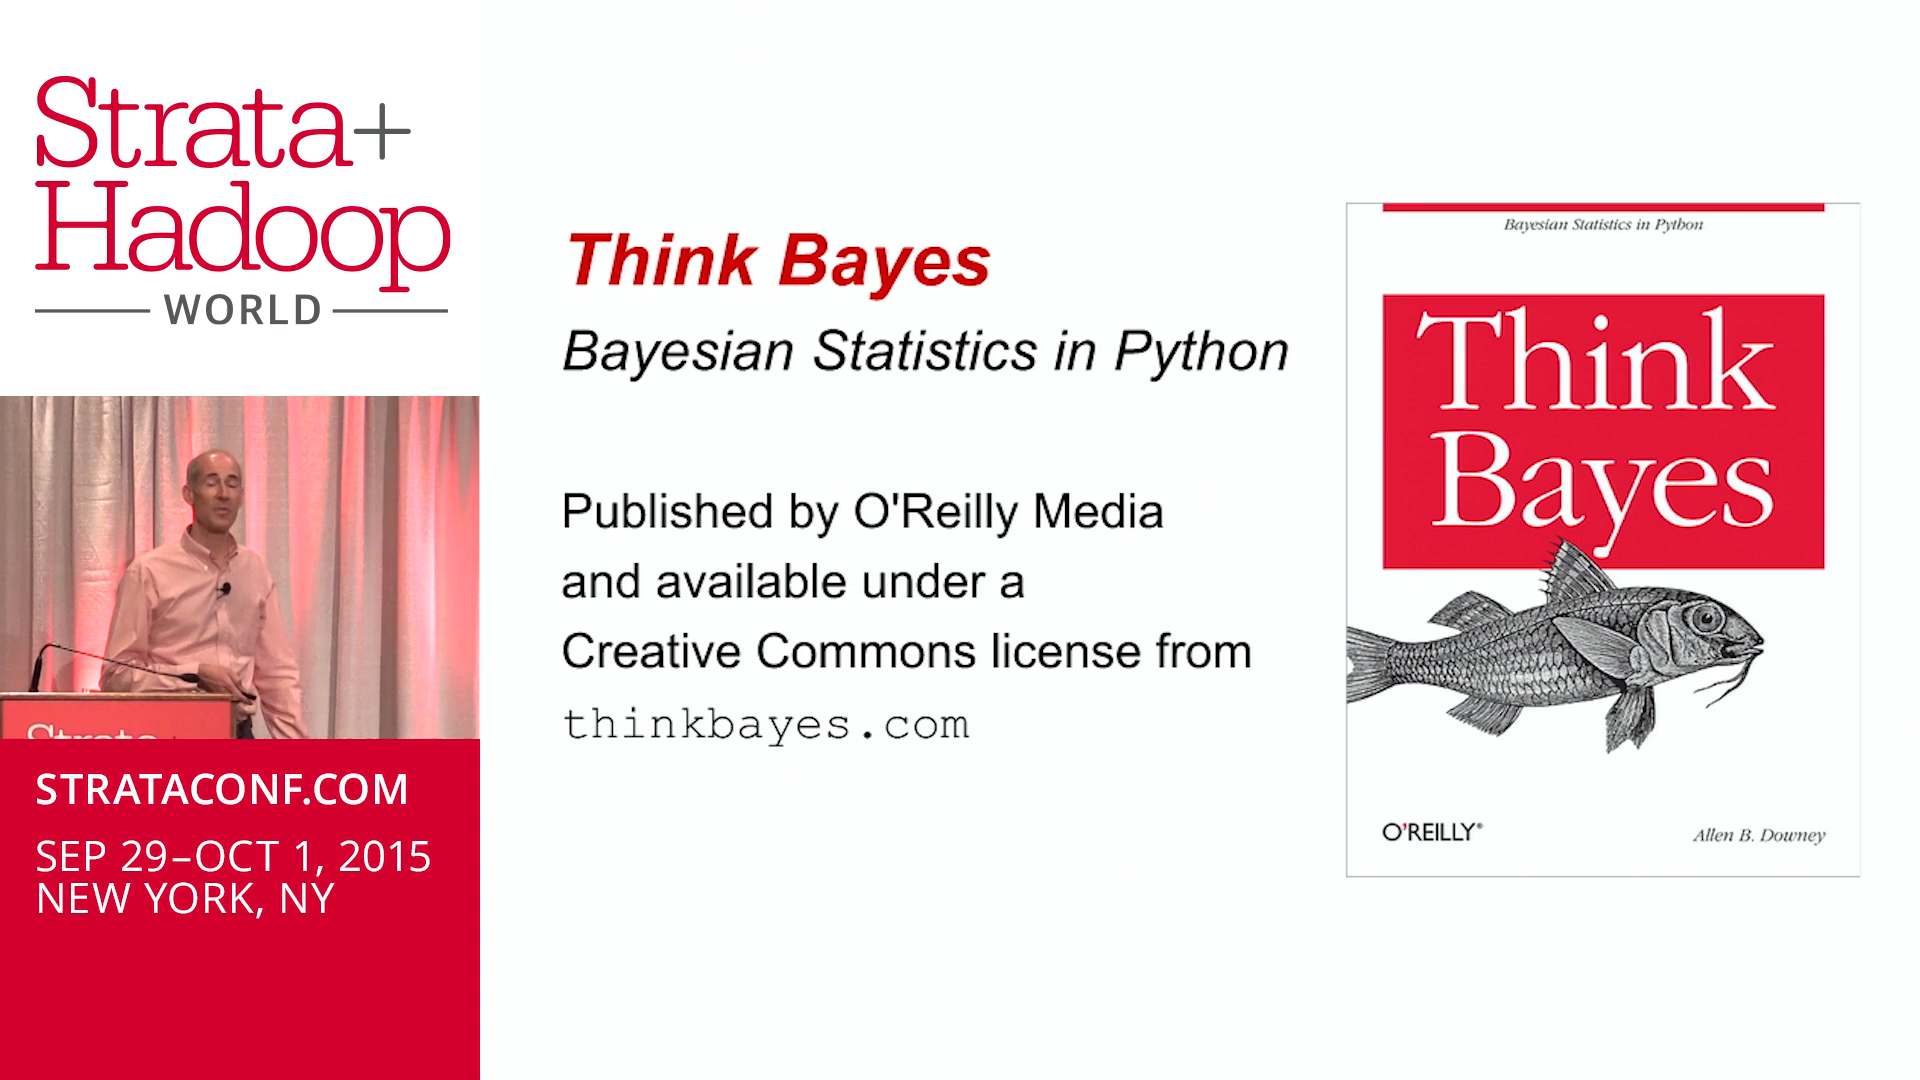 Strata+
Hadoop
WORLD
Strata+
STRATACONF.COM
SEP 29–OCT 1, 2015
NEW YORK, NY
Think Bayes
Bayesian Statistics in Python
Published by O'Reilly Media
and available under a
Creative Commons license from
thinkbayes.com
Bayesian Statistics in Python
Think
Bayes
O'REILLY®
Allen B. Downey